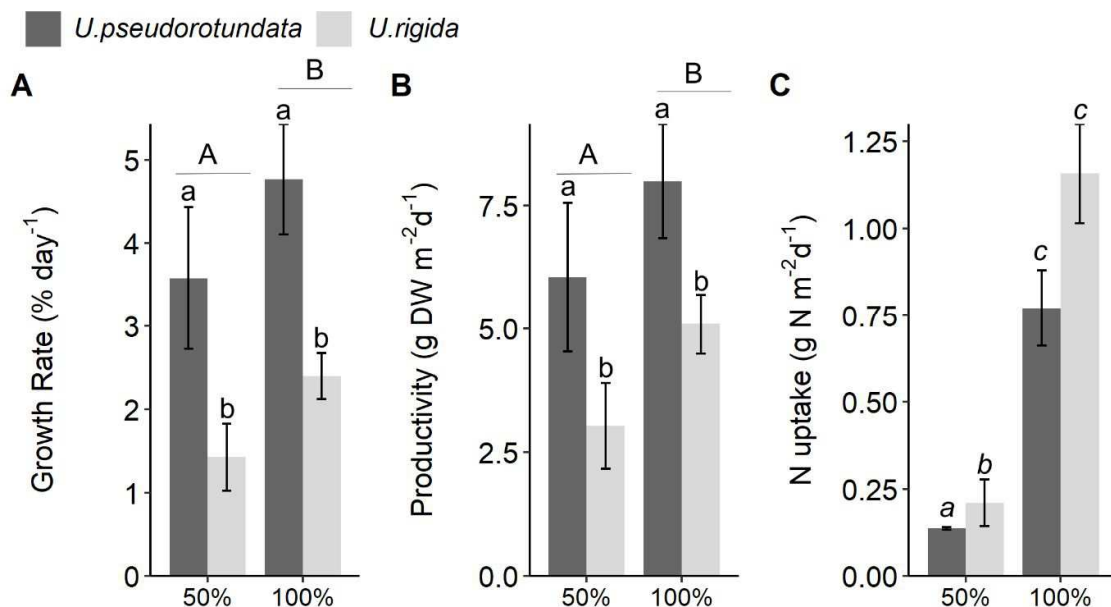 U.pseudorotundata U.rigida
A
B
A
a
a
b
b
Growth Rate (% day⁻¹)
5
4
3
2
1
0
50% 100%
B
B
A
a
a
b
b
Productivity (g DW m⁻²d⁻¹)
7.5
5.0
2.5
0.0
50% 100%
C
c
c
b
a
N uptake (g N m⁻²d⁻¹)
1.25
1.00
0.75
0.50
0.25
0.00
50% 100%